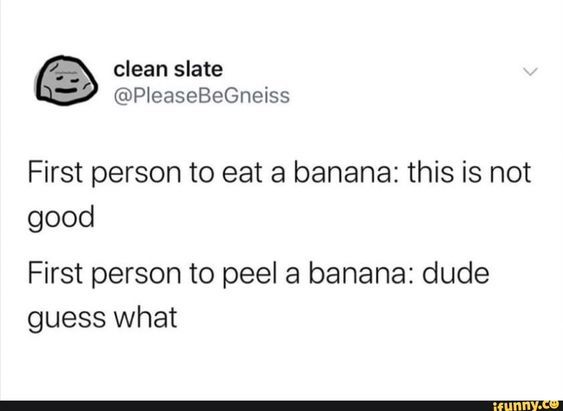 clean slate
@PleaseBeGneiss
First person to eat a banana: this is not
good
First person to peel a banana: dude
guess what
ifunny.co